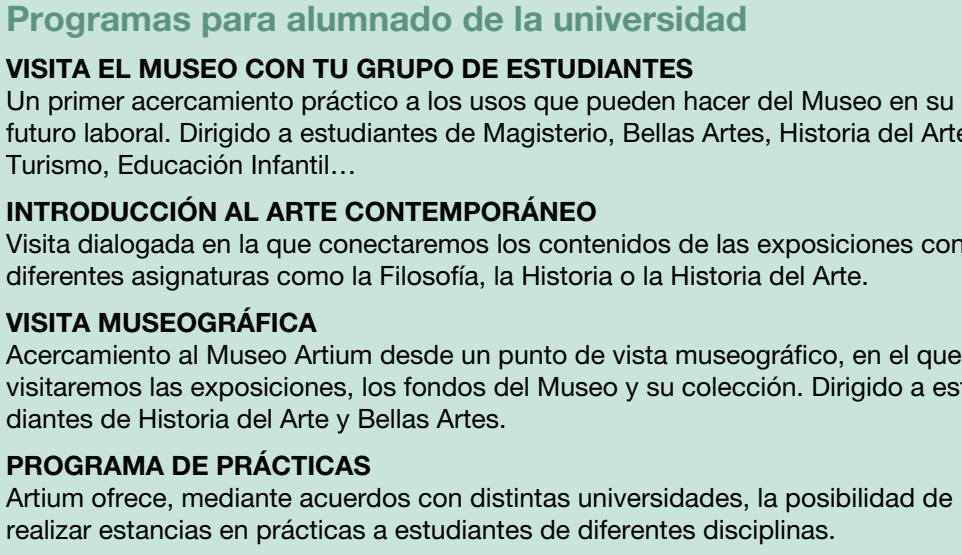 Programas para alumnado de la universidad
VISITA EL MUSEO CON TU GRUPO DE ESTUDIANTES
Un primer acercamiento práctico a los usos que pueden hacer del Museo en su
futuro laboral. Dirigido a estudiantes de Magisterio, Bellas Artes, Historia del Arte
Turismo, Educación Infantil…
INTRODUCCIÓN AL ARTE CONTEMPORÁNEO
Visita dialogada en la que conectaremos los contenidos de las exposiciones con
diferentes asignaturas como la Filosofía, la Historia o la Historia del Arte.
VISITA MUSEOGRÁFICA
Acercamiento al Museo Artium desde un punto de vista museográfico, en el que
visitaremos las exposiciones, los fondos del Museo y su colección. Dirigido a est
diantes de Historia del Arte y Bellas Artes.
PROGRAMA DE PRÁCTICAS
Artium ofrece, mediante acuerdos con distintas universidades, la posibilidad de
realizar estancias en prácticas a estudiantes de diferentes disciplinas.